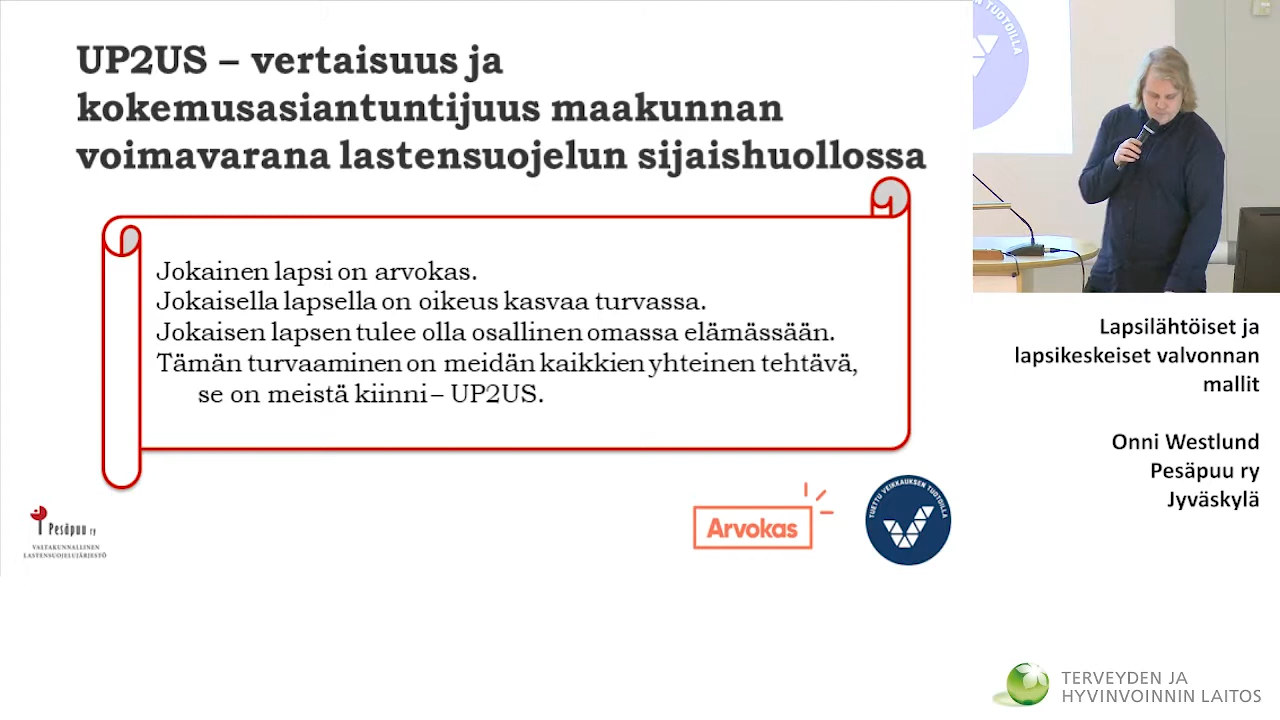 UP2US – vertaisuus ja
kokemusasiantuntijuus maakunnan
voimavarana lastensuojelun sijaishuollossa
Jokainen lapsi on arvokas.
Jokaisella lapsella on oikeus kasvaa turvassa.
Jokaisen lapsen tulee olla osallinen omassa elämässään.
Tämän turvaaminen on meidän kaikkien yhteinen tehtävä,
se on meistä kiinni – UP2US.
Pesäpuu ry
VALTAKUNNALLINEN
LASTENSUOJELUJÄRJESTÖ
Arvokas
TUETTU VEIKKAUKSEN TUOTOILLA
TUOTOILLA
Lapsilähtöiset ja
lapsikeskeiset valvonnan
mallit
Onni Westlund
Pesäpuu ry
Jyväskylä
TERVEYDEN JA
HYVINVOINNIN LAITOS